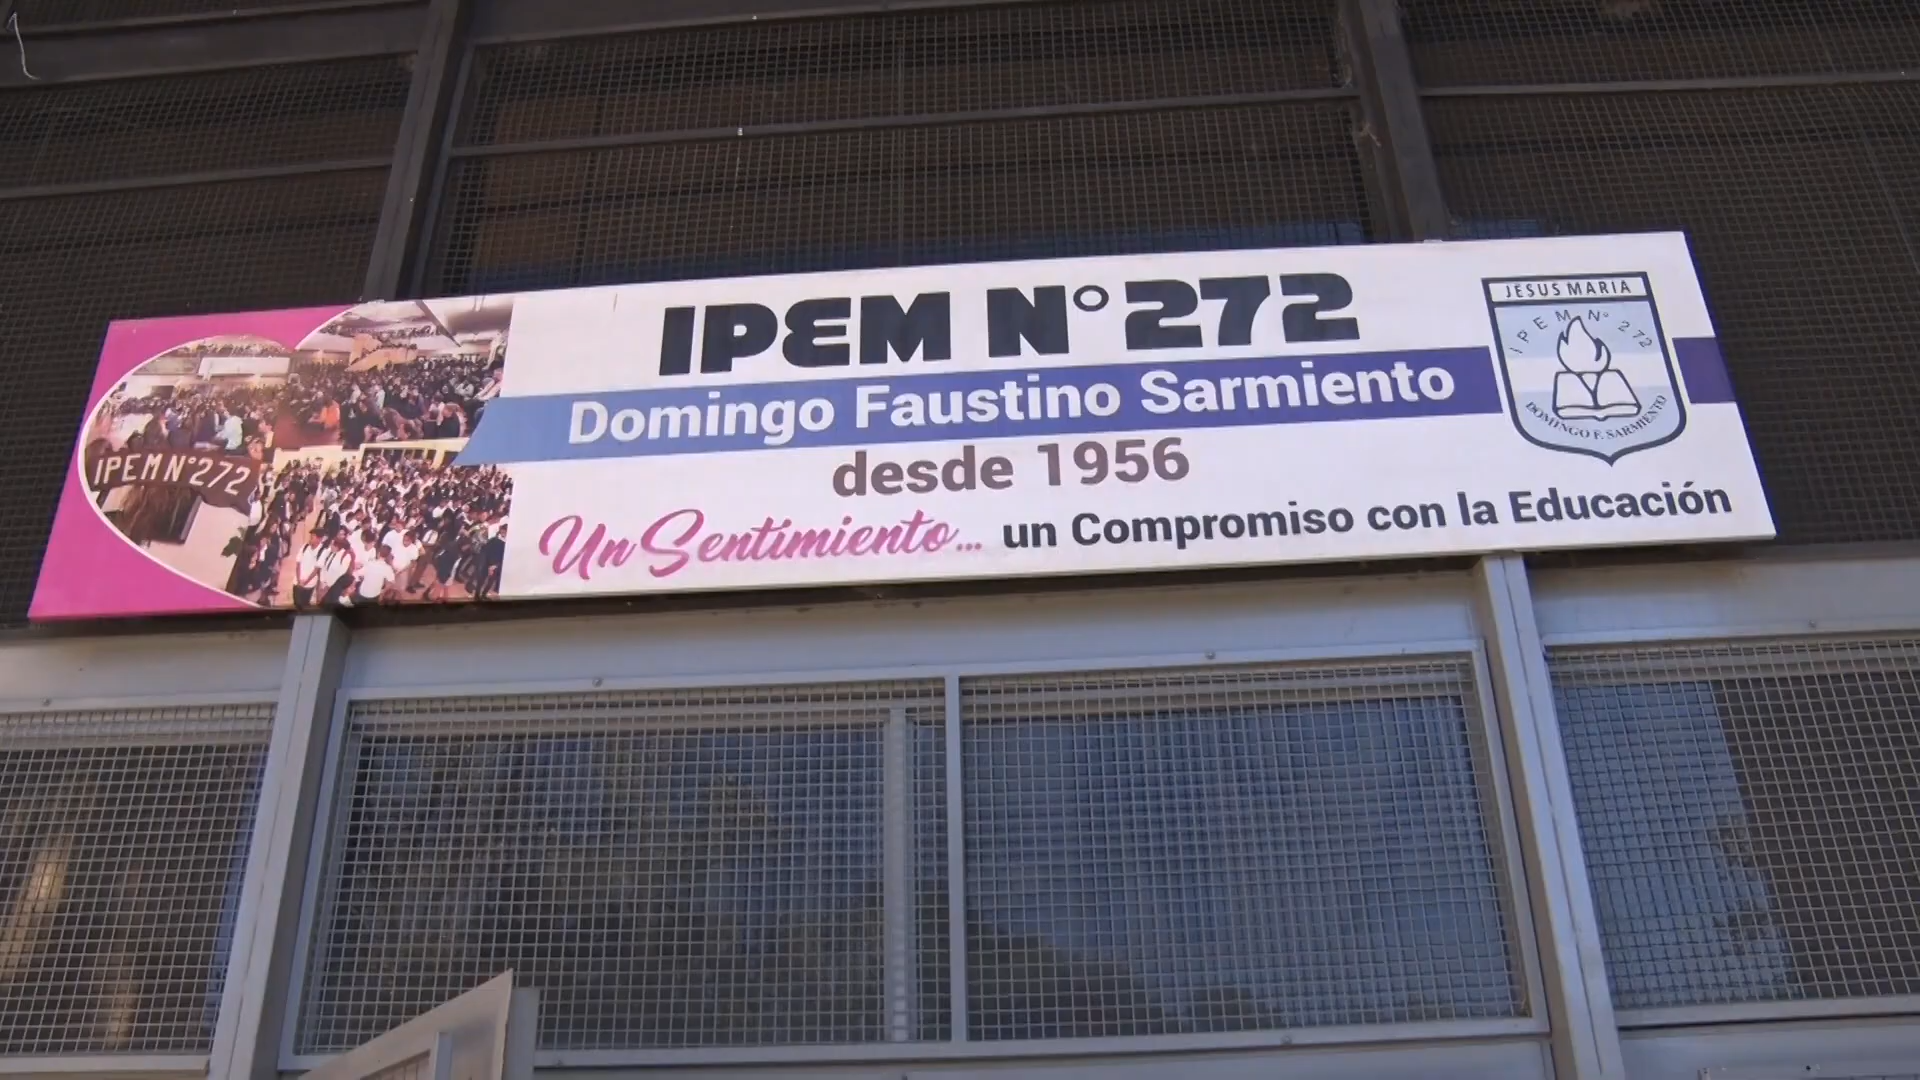 IPEM N° 272
Domingo Faustino Sarmiento
desde 1956
Un Sentimiento... un Compromiso con la Educación
IPEM N°272
JESUS MARIA
IPEM Nº 272
DOMINGO F. SARMIENTO